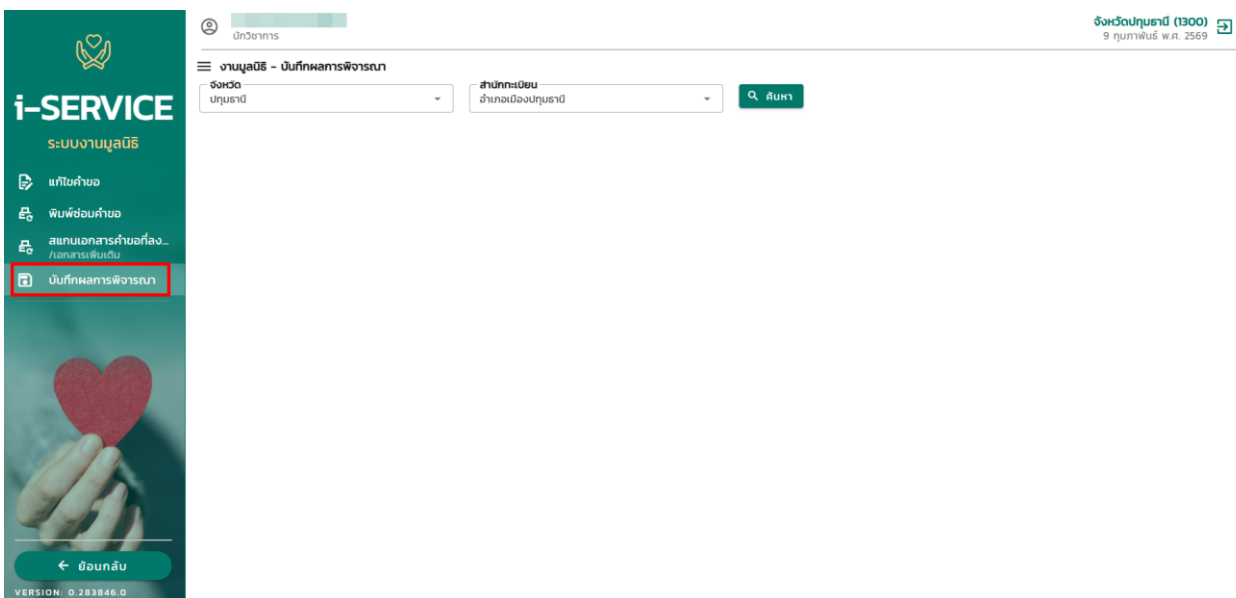 i-SERVICE
ระบบงานมูลนิธิ
แก้ไขคำขอ
พิมพ์ซ่อมคำขอ
สแกนเอกสารคำขอที่ลง...
/เอกสารเพิ่มเติม
บันทึกผลการพิจารณา
ย้อนกลับ
VERSION: 0.283846.0
นักวิชาการ
จังหวัดปทุมธานี (1300)
9 กุมภาพันธ์ พ.ศ. 2569
งานมูลนิธิ - บันทึกผลการพิจารณา
จังหวัด
ปทุมธานี
สำนักทะเบียน
อำเภอเมืองปทุมธานี
ค้นหา